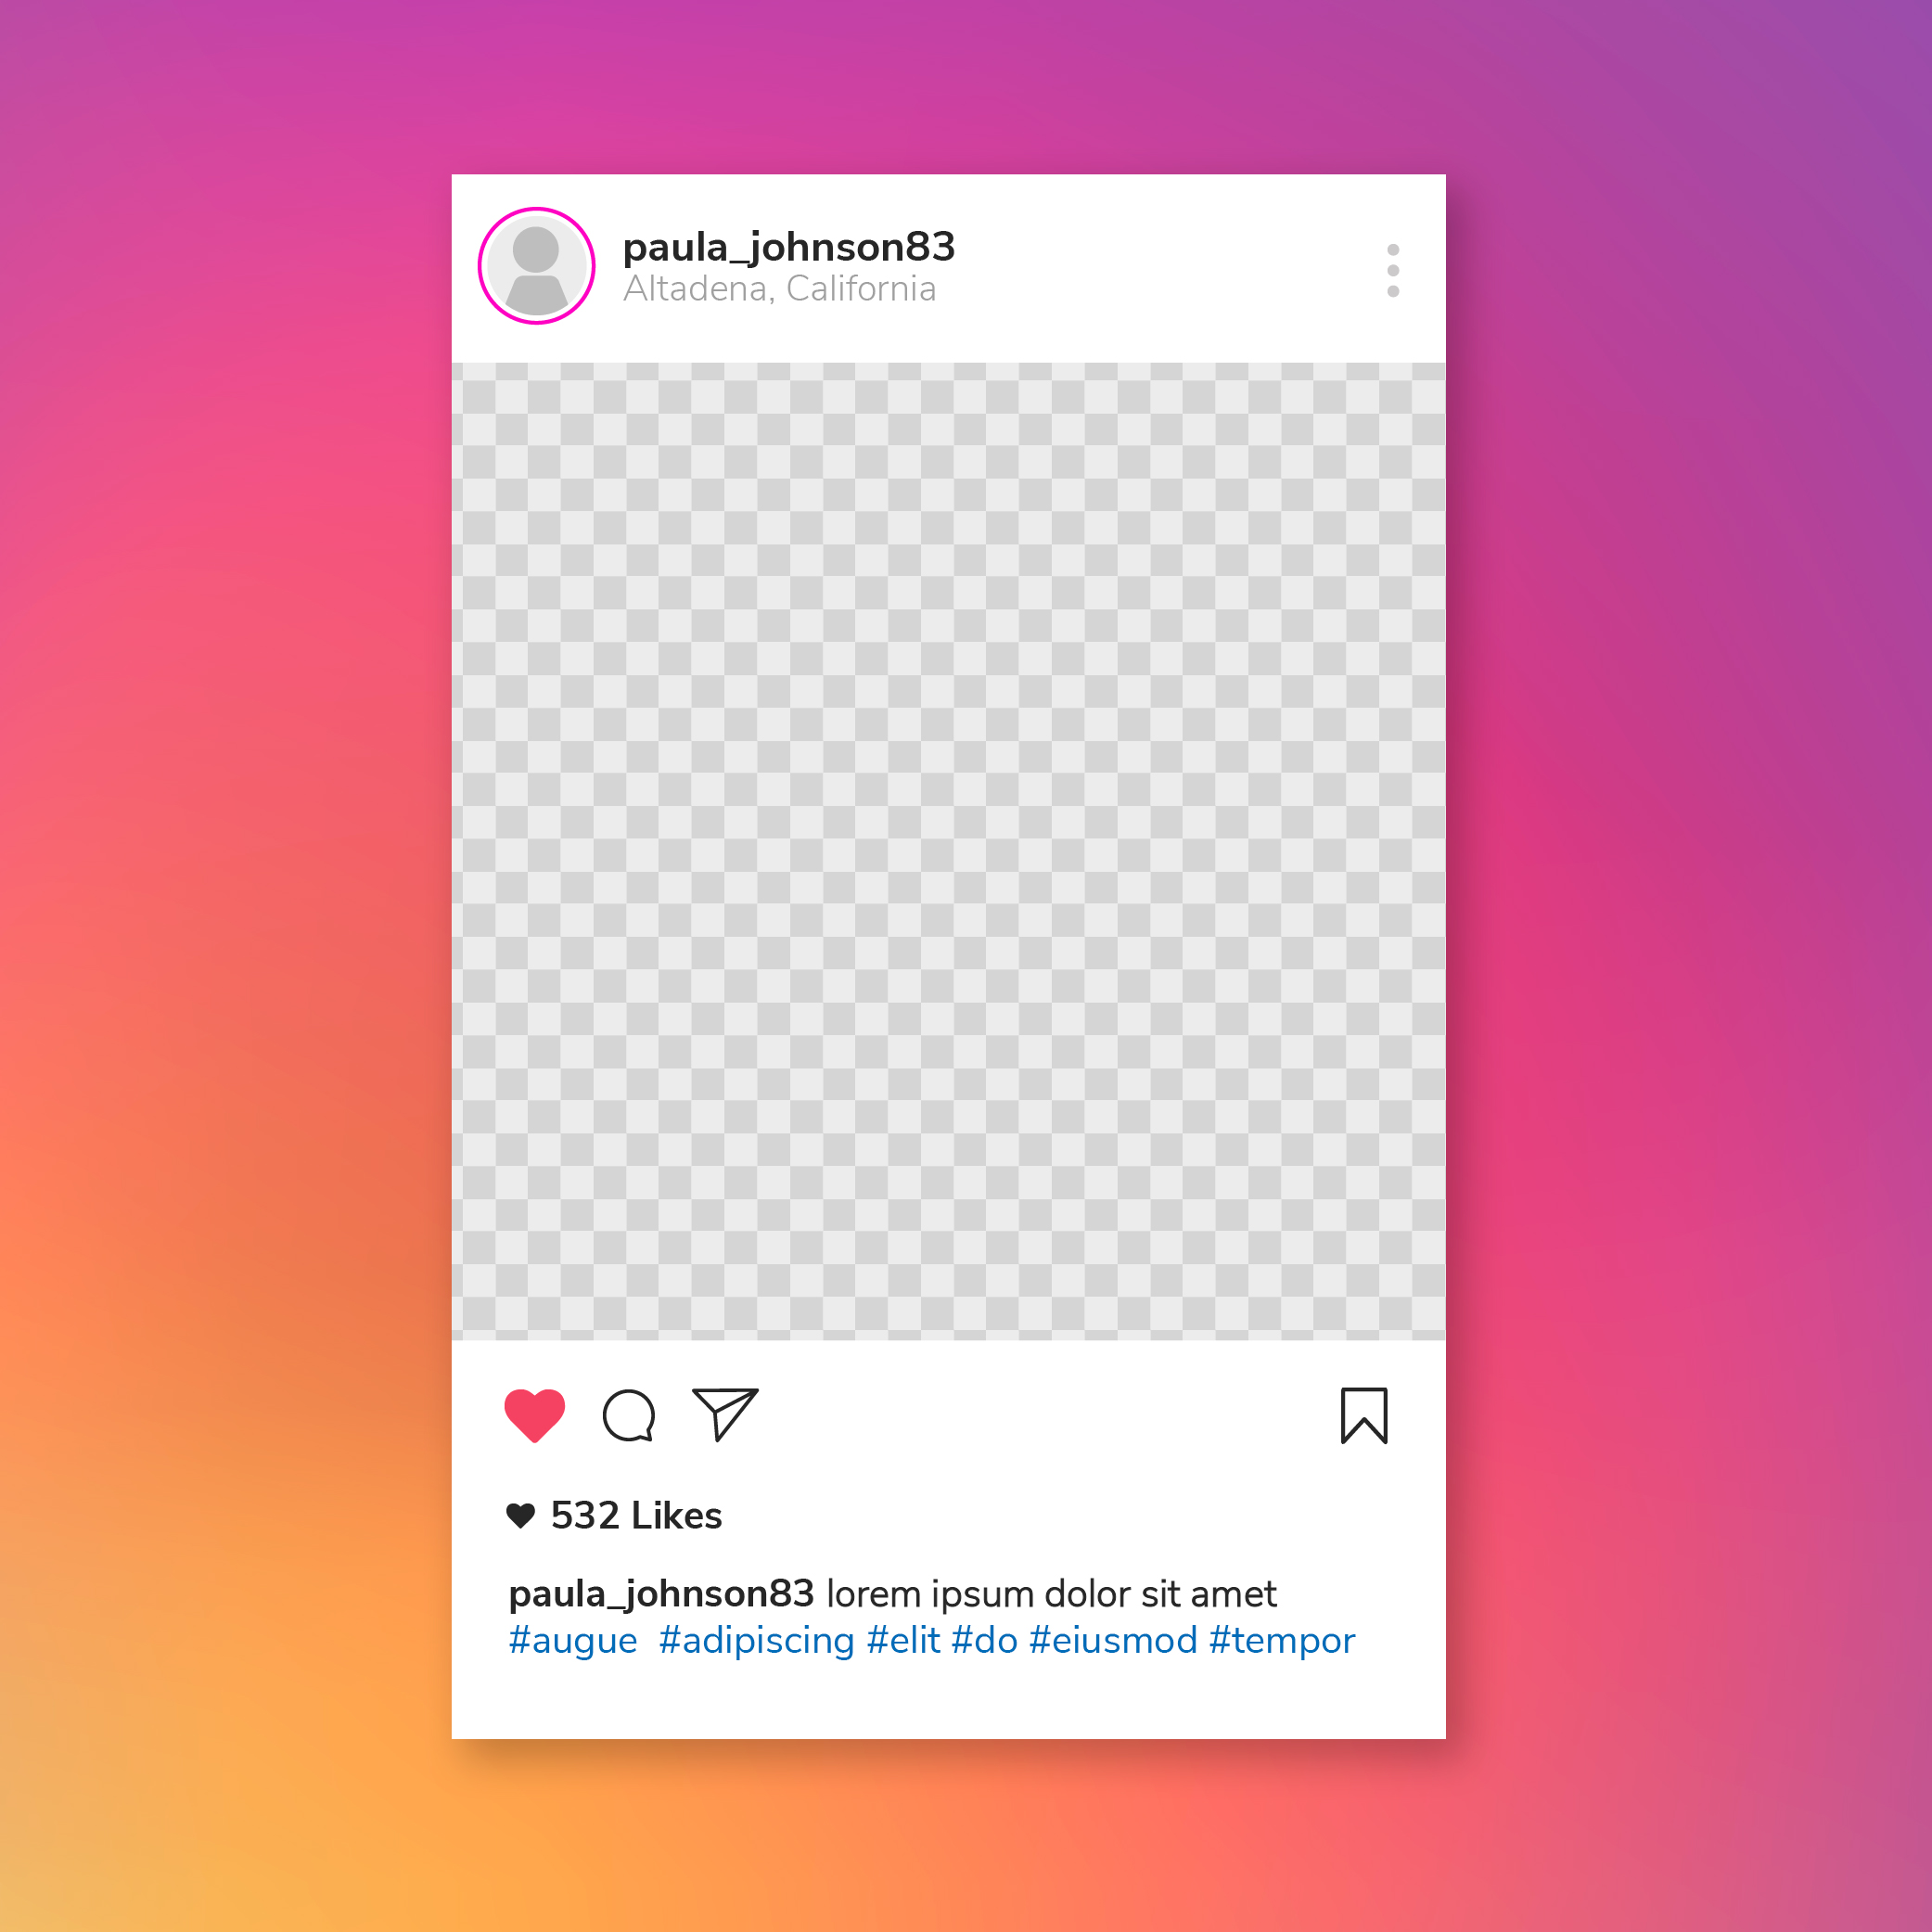 paula_johnson83
Altadena, California
532 Likes
paula_johnson83 lorem ipsum dolor sit amet
#augue #adipiscing #elit #do #eiusmod #tempor